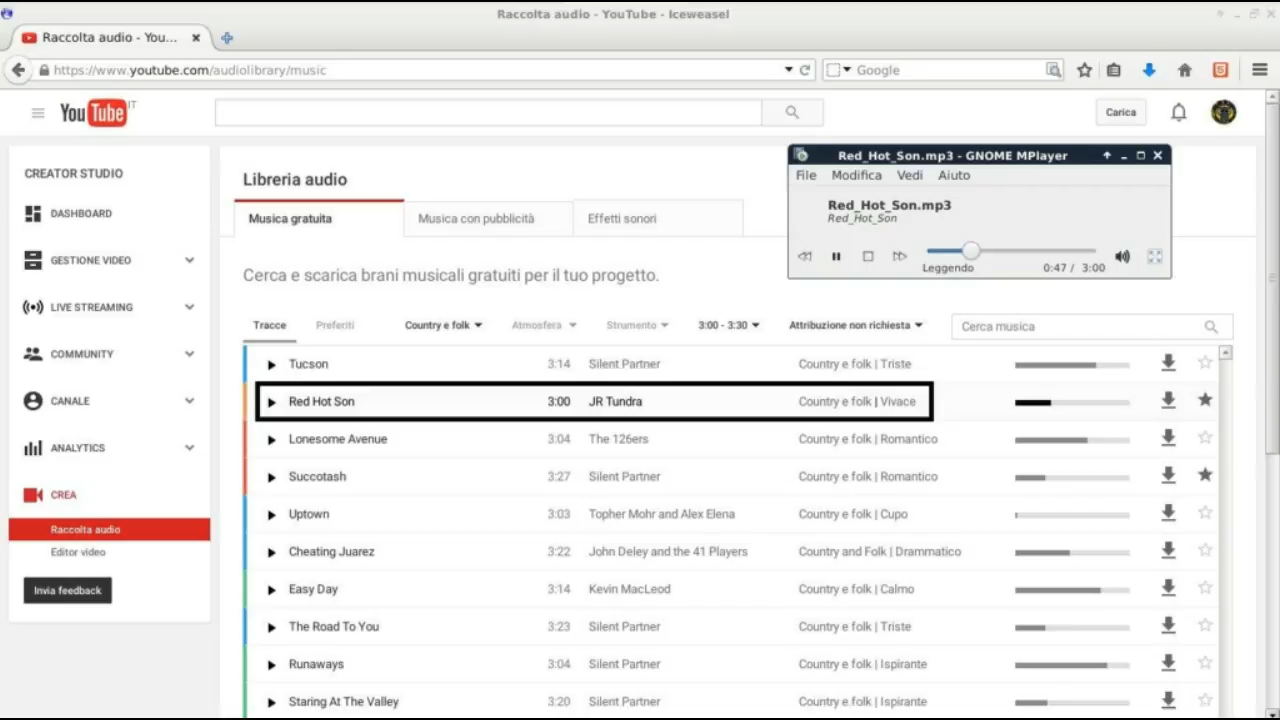 Raccolta audio - YouTube - Iceweasel
Raccolta audio - You...
https://www.youtube.com/audiolibrary/music
Google
YouTube IT
Carica
CREATOR STUDIO
DASHBOARD
GESTIONE VIDEO
LIVE STREAMING
COMMUNITY
CANALE
ANALYTICS
CREA
Raccolta audio
Editor video
Invia feedback
Libreria audio
Musica gratuita
Musica con pubblicità
Effetti sonori
Cerca e scarica brani musicali gratuiti per il tuo progetto.
Red_Hot_Son.mp3 - GNOME MPlayer
File Modifica Vedi Aiuto
Red_Hot_Son.mp3
Red_Hot_Son
Leggendo 0:47 / 3:00
Tracce Preferiti Country e folk Atmosfera Strumento 3:00 - 3:30 Attribuzione non richiesta Cerca musica
Tucson 3:14 Silent Partner Country e folk | Triste
Red Hot Son 3:00 JR Tundra Country e folk | Vivace
Lonesome Avenue 3:04 The 126ers Country e folk | Romantico
Succotash 3:27 Silent Partner Country e folk | Romantico
Uptown 3:03 Topher Mohr and Alex Elena Country e folk | Cupo
Cheating Juarez 3:22 John Deley and the 41 Players Country and Folk | Drammatico
Easy Day 3:14 Kevin MacLeod Country e folk | Calmo
The Road To You 3:23 Silent Partner Country e folk | Triste
Runaways 3:04 Silent Partner Country e folk | Ispirante
Staring At The Valley 3:20 Silent Partner Country e folk | Ispirante